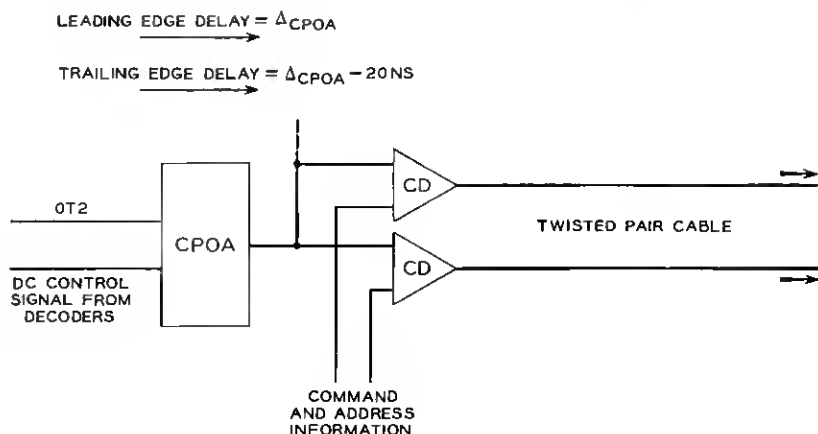 LEADING EDGE DELAY = ΔCPOA
TRAILING EDGE DELAY = ΔCPOA − 20NS
OT2
CPOA
DC CONTROL
SIGNAL FROM
DECODERS
CD
CD
TWISTED PAIR CABLE
COMMAND
AND ADDRESS
INFORMATION